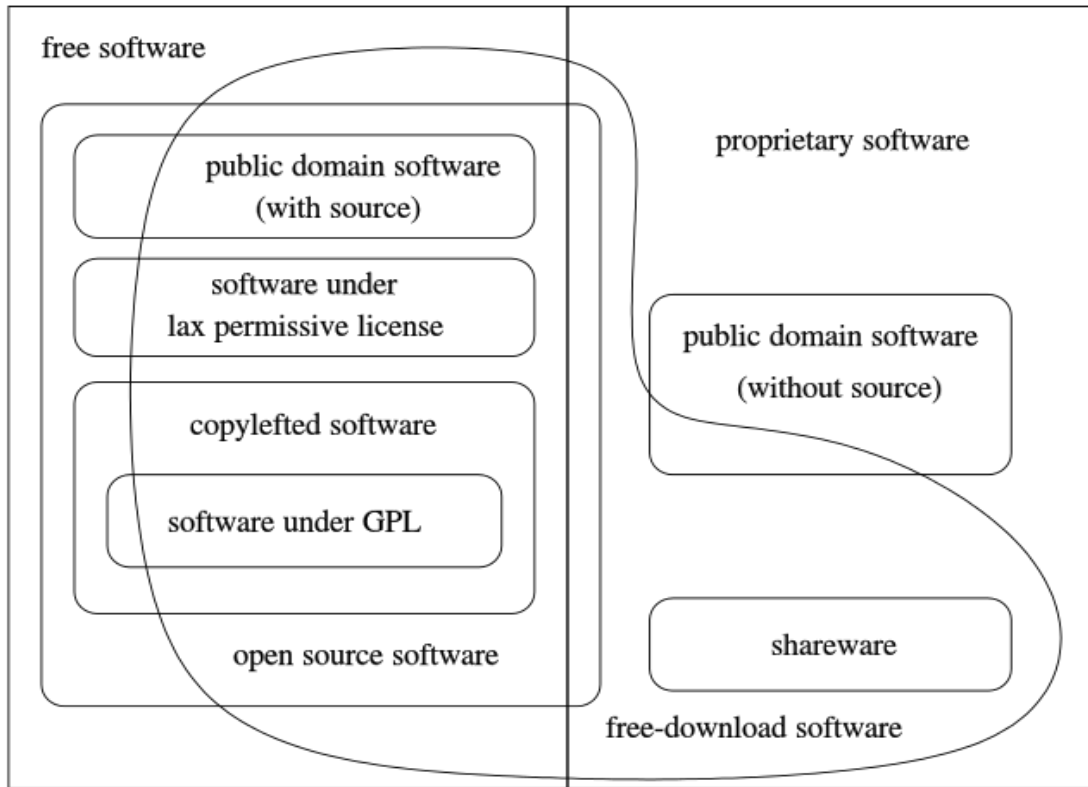 free software
public domain software
(with source)
software under
lax permissive license
copylefted software
software under GPL
open source software
proprietary software
public domain software
(without source)
shareware
free-download software